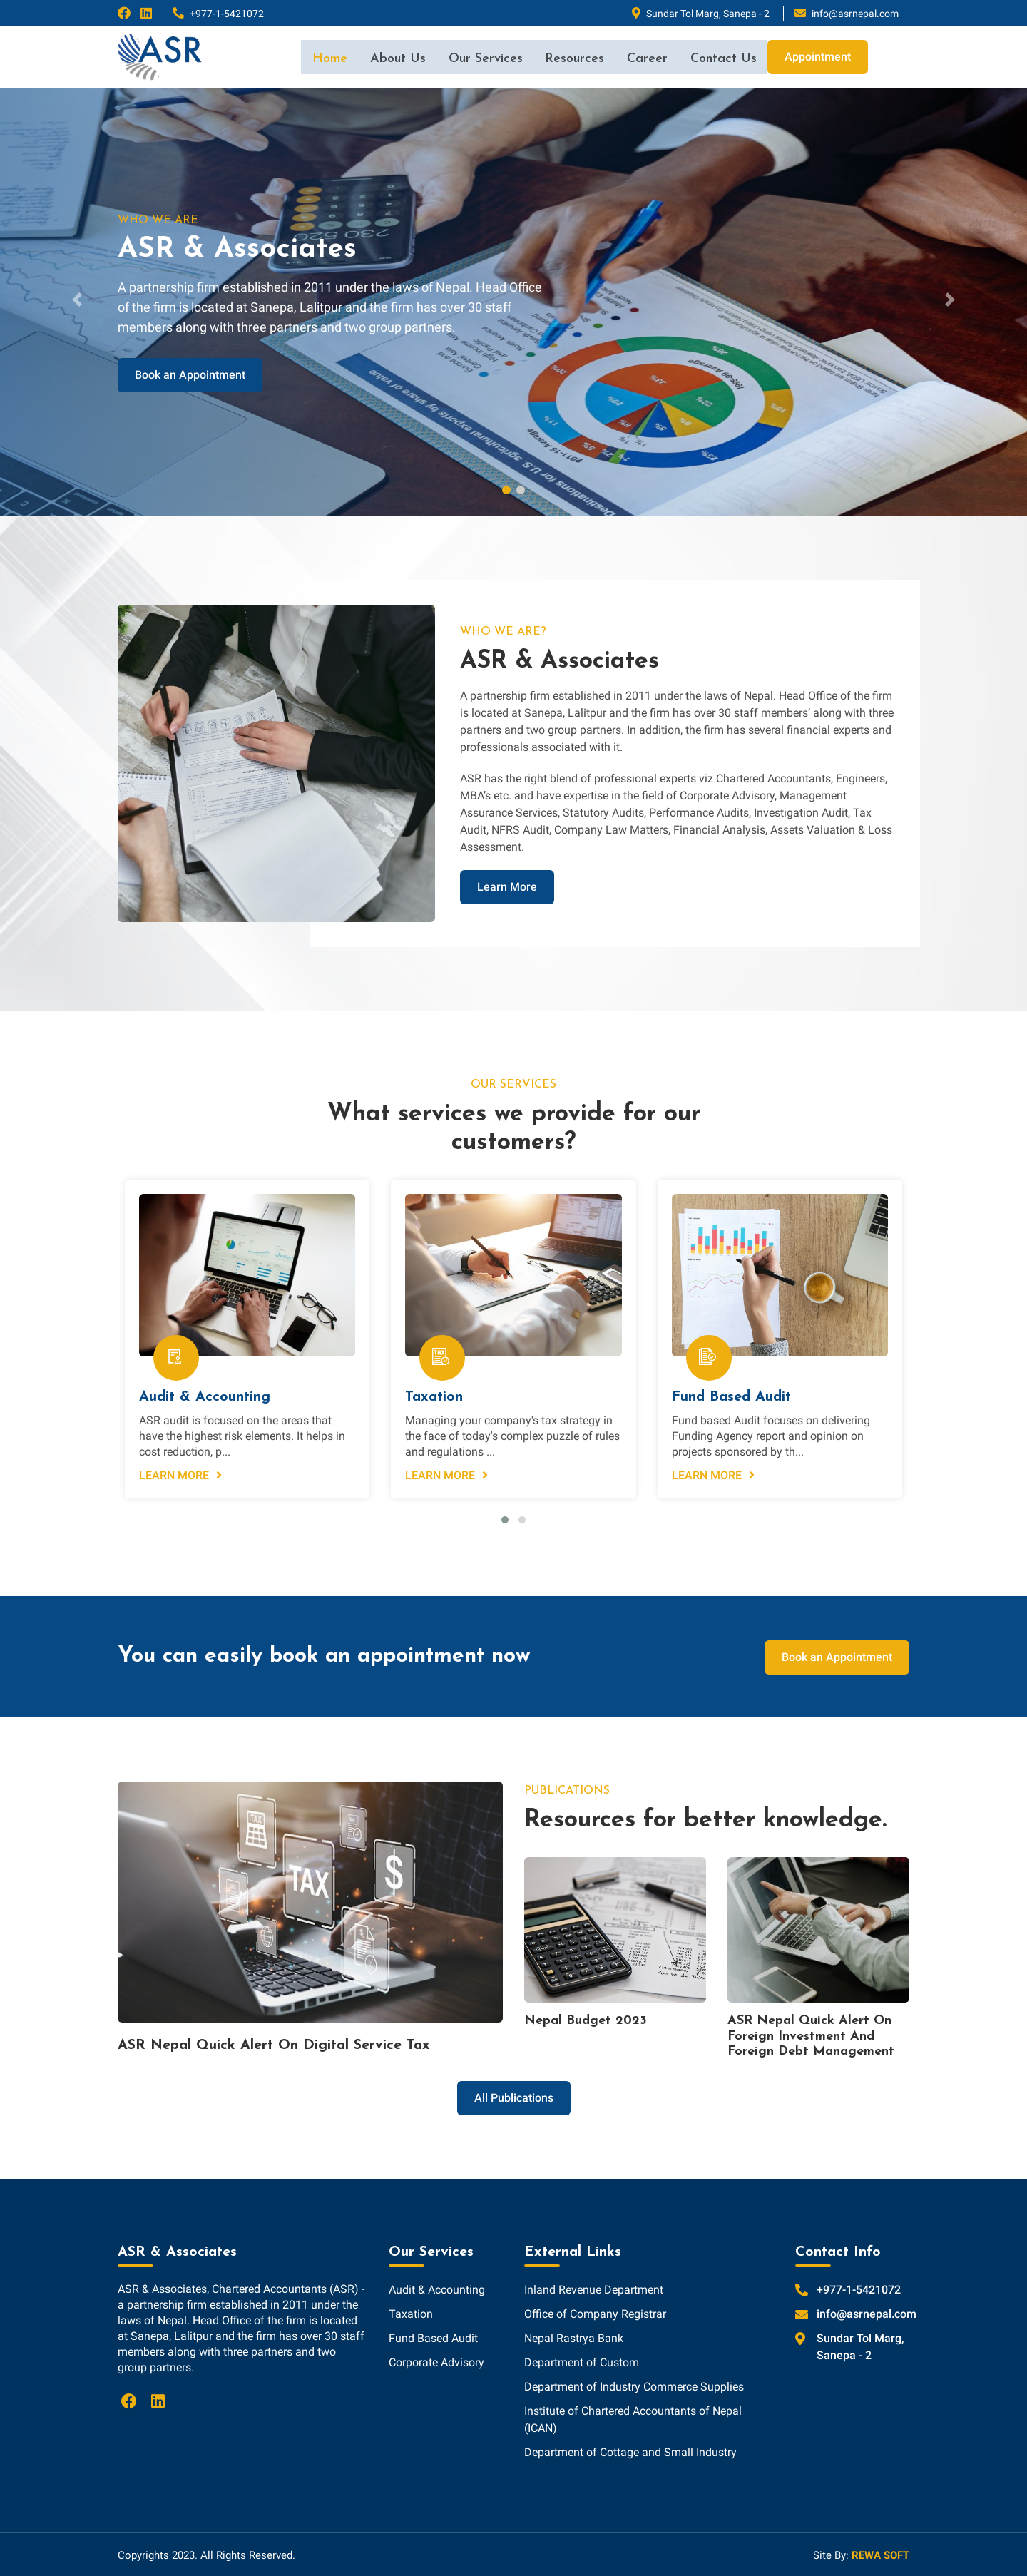 +977-1-5421072
Sundar Tol Marg, Sanepa - 2
info@asrnepal.com
ASR
Home
About Us
Our Services
Resources
Career
Contact Us
Appointment
WHO WE ARE
ASR & Associates
A partnership firm established in 2011 under the laws of Nepal. Head Office
of the firm is located at Sanepa, Lalitpur and the firm has over 30 staff
members along with three partners and two group partners.
Book an Appointment
WHO WE ARE?
ASR & Associates
A partnership firm established in 2011 under the laws of Nepal. Head Office of the firm
is located at Sanepa, Lalitpur and the firm has over 30 staff members’ along with three
partners and two group partners. In addition, the firm has several financial experts and
professionals associated with it.
ASR has the right blend of professional experts viz Chartered Accountants, Engineers,
MBA’s etc. and have expertise in the field of Corporate Advisory, Management
Assurance Services, Statutory Audits, Performance Audits, Investigation Audit, Tax
Audit, NFRS Audit, Company Law Matters, Financial Analysis, Assets Valuation & Loss
Assessment.
Learn More
OUR SERVICES
What services we provide for our
customers?
Audit & Accounting
ASR audit is focused on the areas that
have the highest risk elements. It helps in
cost reduction, p...
LEARN MORE
Taxation
Managing your company's tax strategy in
the face of today's complex puzzle of rules
and regulations ...
LEARN MORE
Fund Based Audit
Fund based Audit focuses on delivering
Funding Agency report and opinion on
projects sponsored by th...
LEARN MORE
You can easily book an appointment now
Book an Appointment
TAX
TAX
$
ASR Nepal Quick Alert On Digital Service Tax
PUBLICATIONS
Resources for better knowledge.
Nepal Budget 2023
ASR Nepal Quick Alert On
Foreign Investment And
Foreign Debt Management
All Publications
ASR & Associates
ASR & Associates, Chartered Accountants (ASR) -
a partnership firm established in 2011 under the
laws of Nepal. Head Office of the firm is located
at Sanepa, Lalitpur and the firm has over 30 staff
members along with three partners and two
group partners.
Our Services
Audit & Accounting
Taxation
Fund Based Audit
Corporate Advisory
External Links
Inland Revenue Department
Office of Company Registrar
Nepal Rastrya Bank
Department of Custom
Department of Industry Commerce Supplies
Institute of Chartered Accountants of Nepal
(ICAN)
Department of Cottage and Small Industry
Contact Info
+977-1-5421072
info@asrnepal.com
Sundar Tol Marg,
Sanepa - 2
Copyrights 2023. All Rights Reserved.
Site By: REWA SOFT